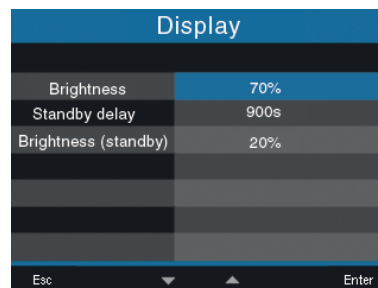 Display
Brightness 70%
Standby delay 900s
Brightness (standby) 20%
Esc Enter